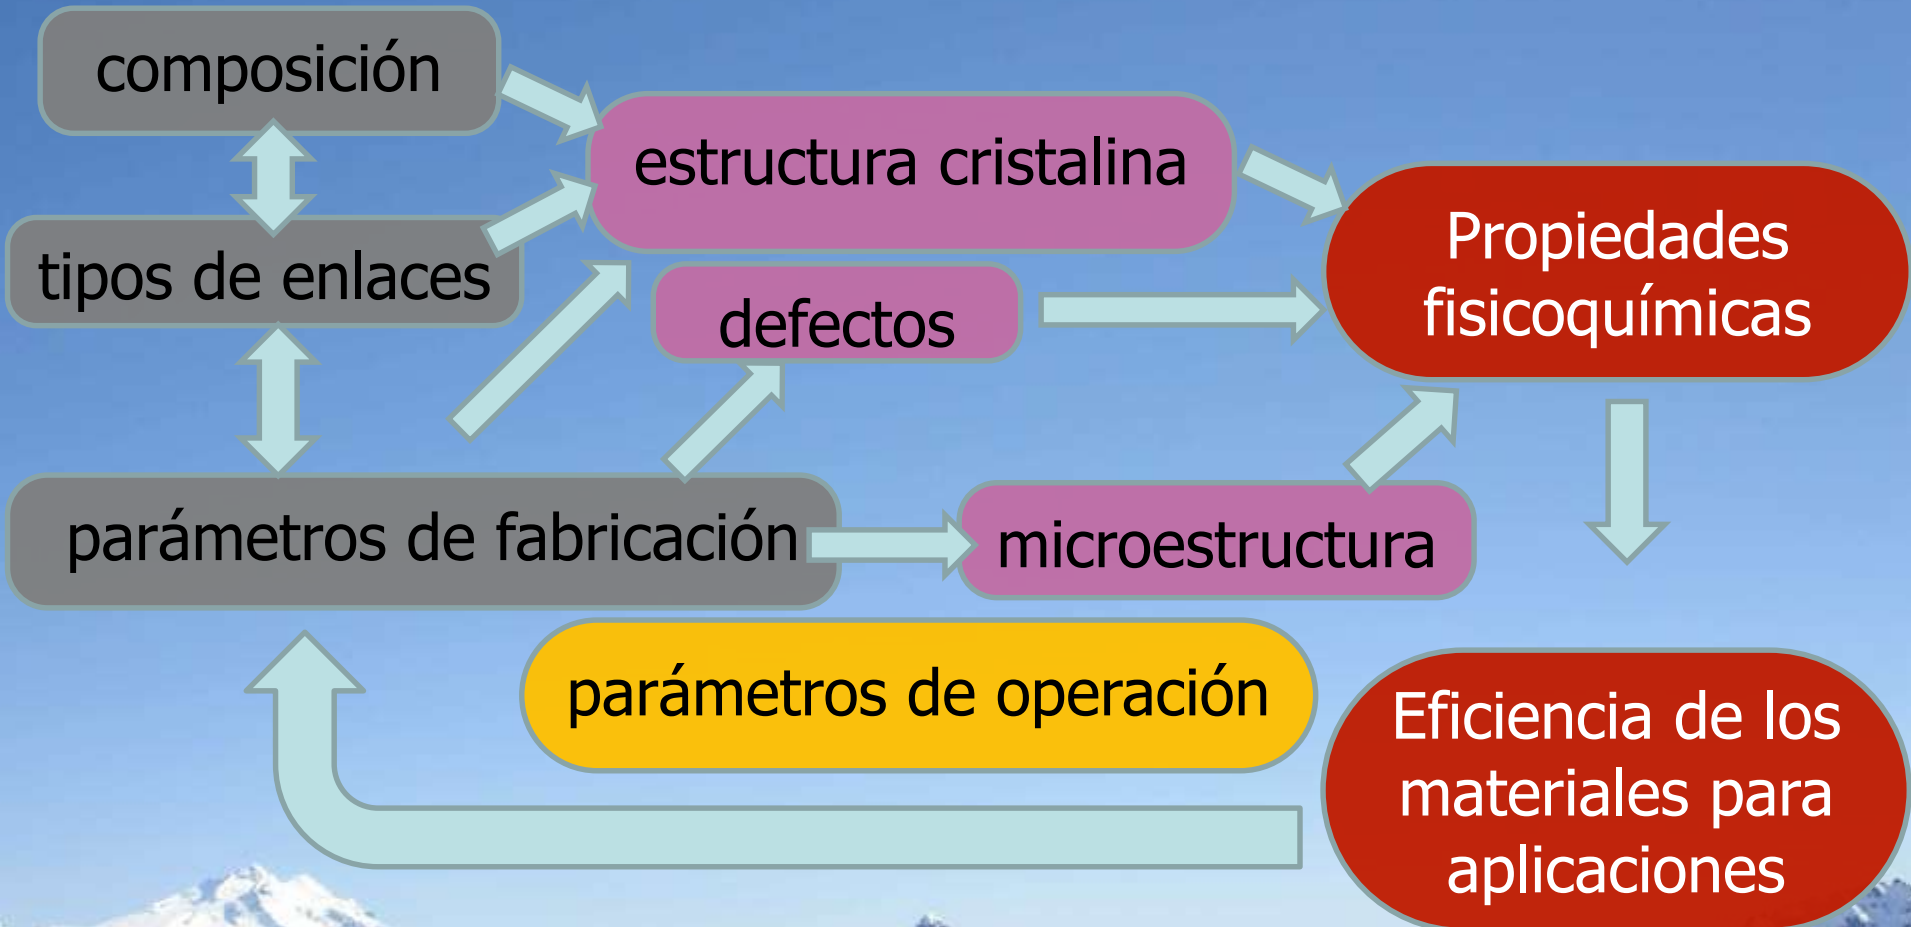 composición
estructura cristalina
tipos de enlaces
defectos
Propiedades
fisicoquímicas
parámetros de fabricación
microestructura
parámetros de operación
Eficiencia de los
materiales para
aplicaciones